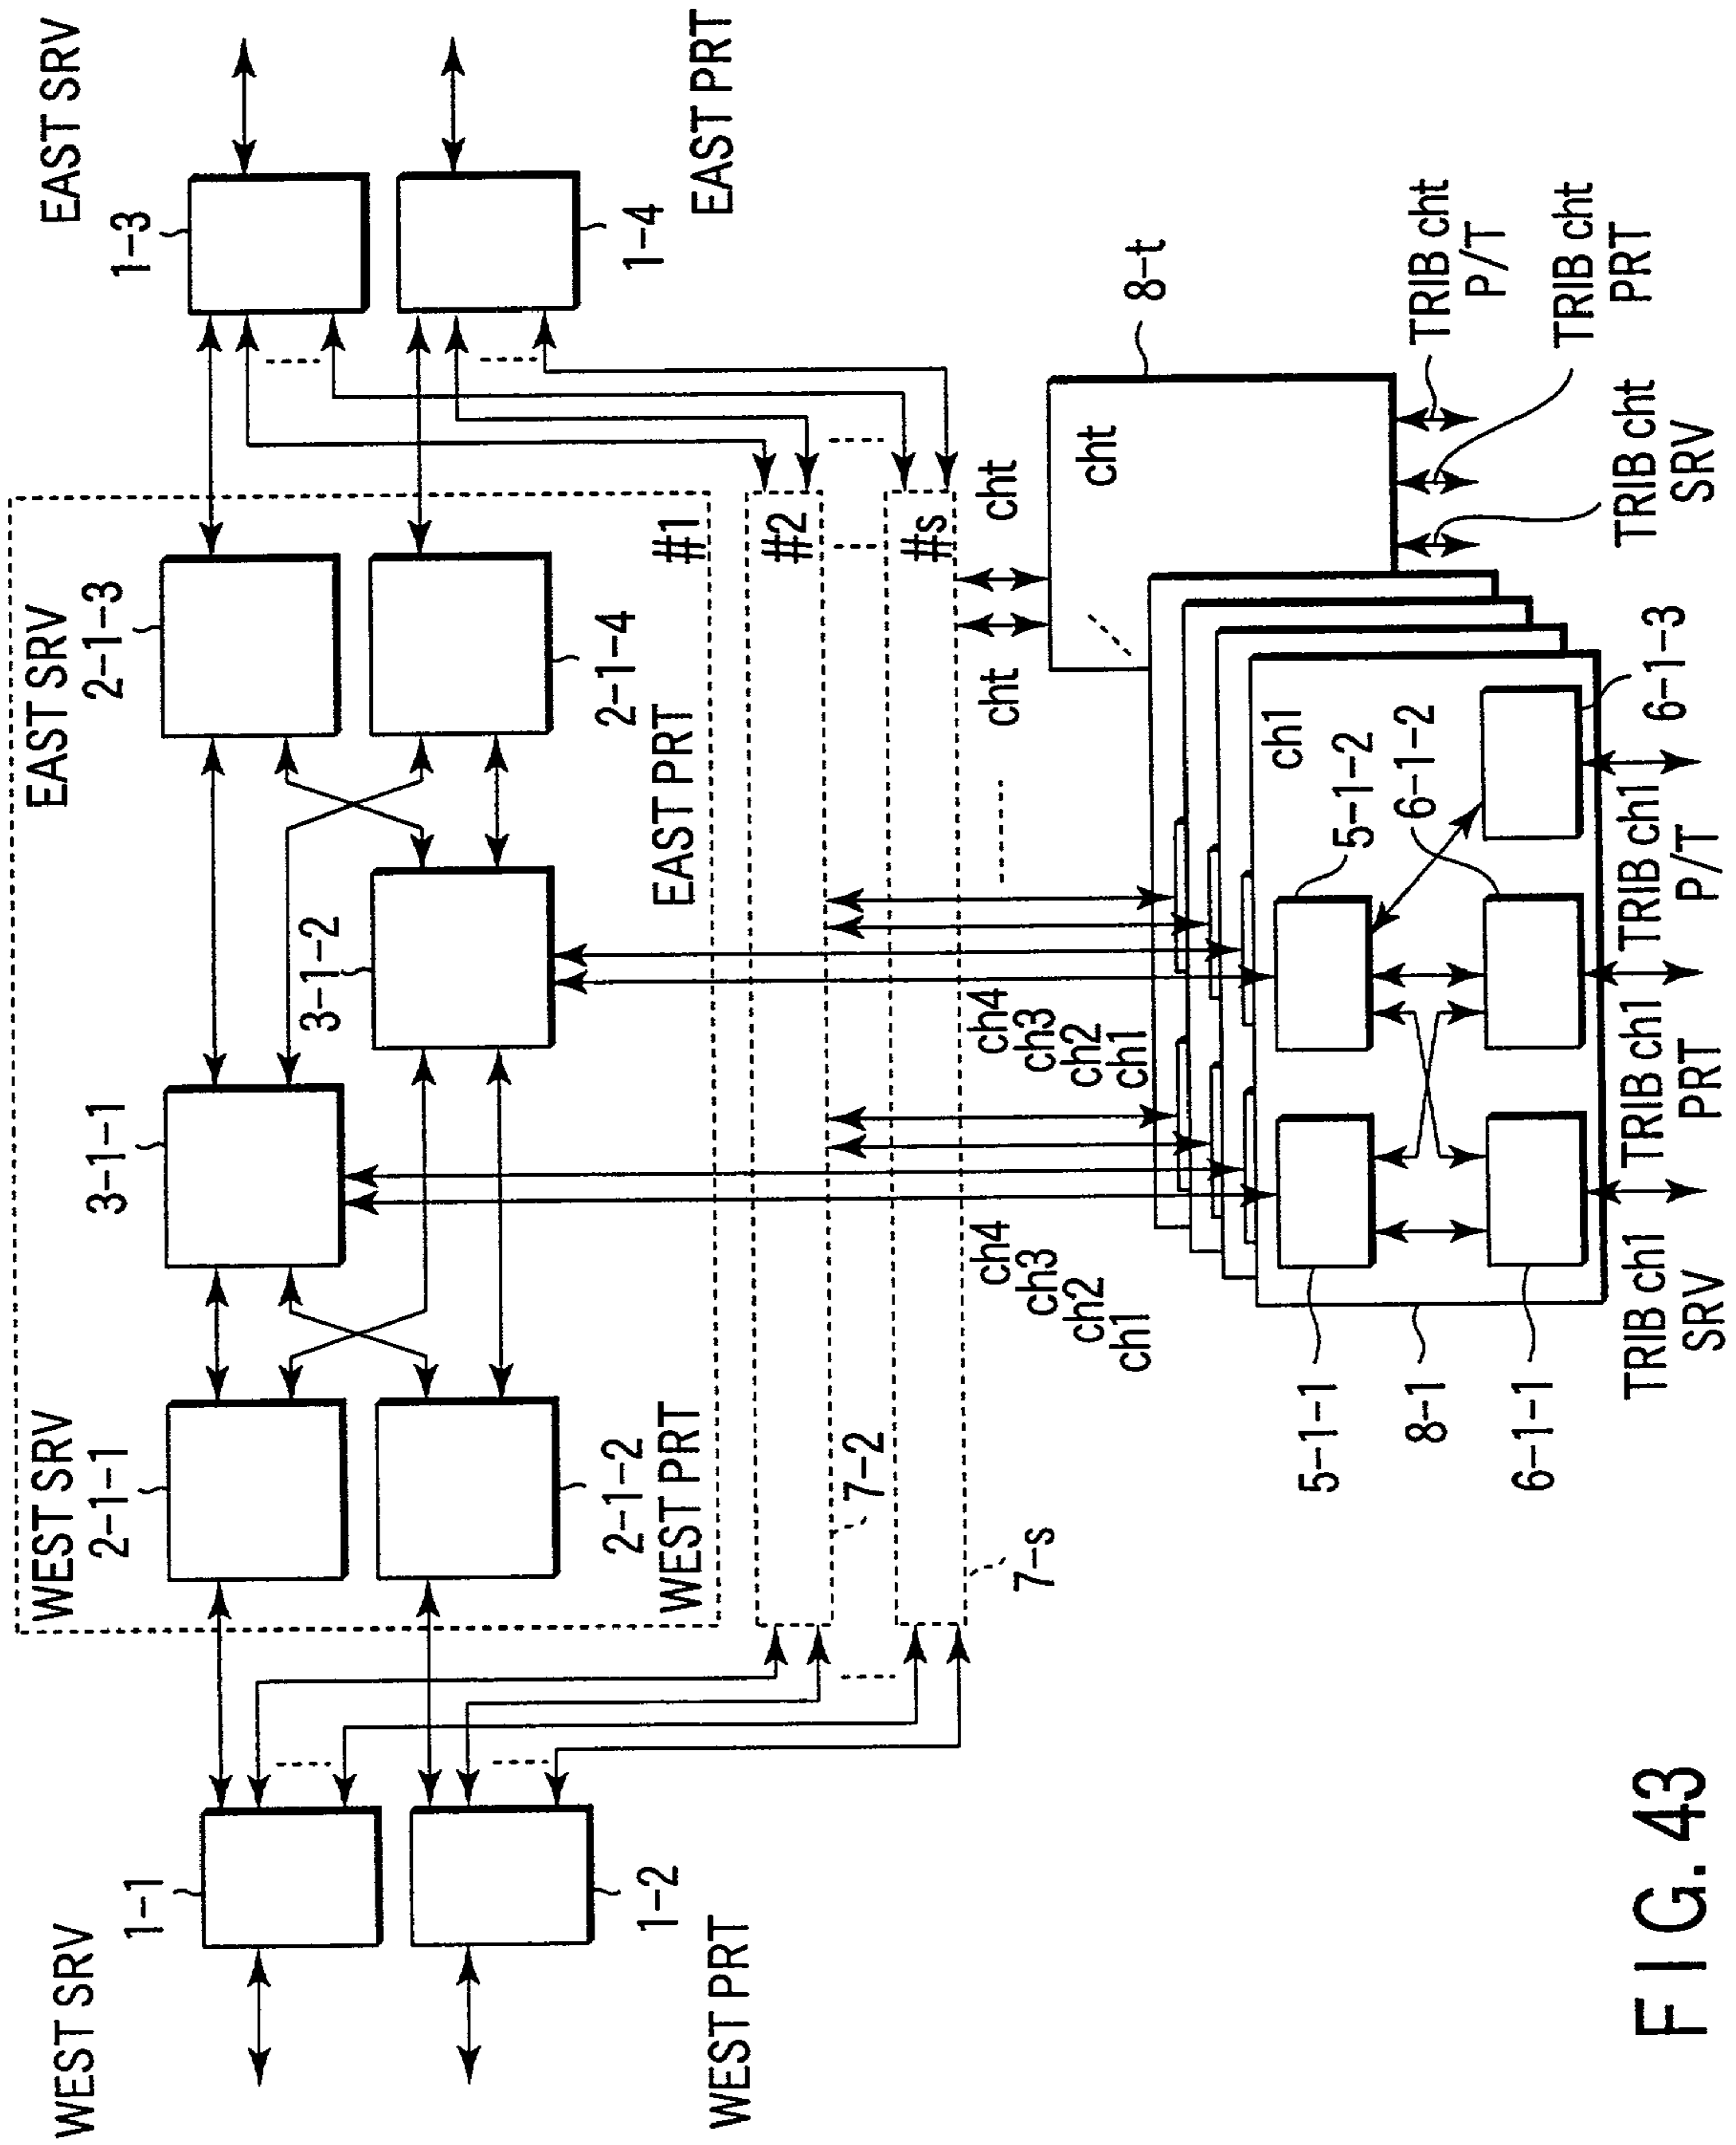 WEST SRV
1-1
1-2
WEST PRT
WEST SRV
2-1-1
2-1-2
WEST PRT
3-1-1
3-1-2
EAST SRV
2-1-3
2-1-4
EAST PRT
#1
#2
#s
7-2
7-s
EAST SRV
1-3
1-4
EAST PRT
ch4
ch3
ch2
ch1
ch4
ch3
ch2
ch1
cht
cht
cht
8-t
ch1
5-1-1
8-1
6-1-1
5-1-2
6-1-2
6-1-3
TRIB ch1
SRV
TRIB ch1
PRT
TRIB ch1
P/T
TRIB cht
SRV
TRIB cht
PRT
TRIB cht
P/T
FIG. 43